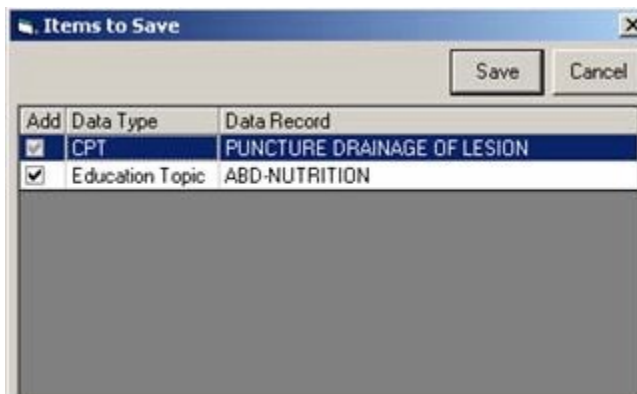 Items to Save
Save Cancel
Add Data Type Data Record
CPT PUNCTURE DRAINAGE OF LESION
Education Topic ABD-NUTRITION